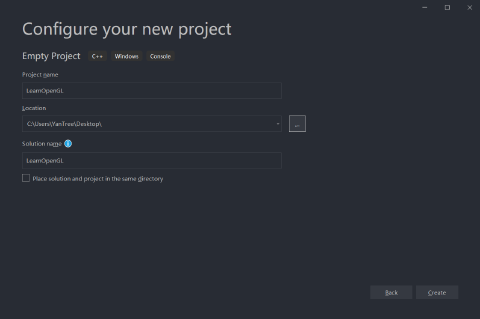 Configure your new project
Empty Project C++ Windows Console
Project name
LearnOpenGL
Location
C:\Users\YanTree\Desktop\
...
Solution name
LearnOpenGL
Place solution and project in the same directory
Back Create